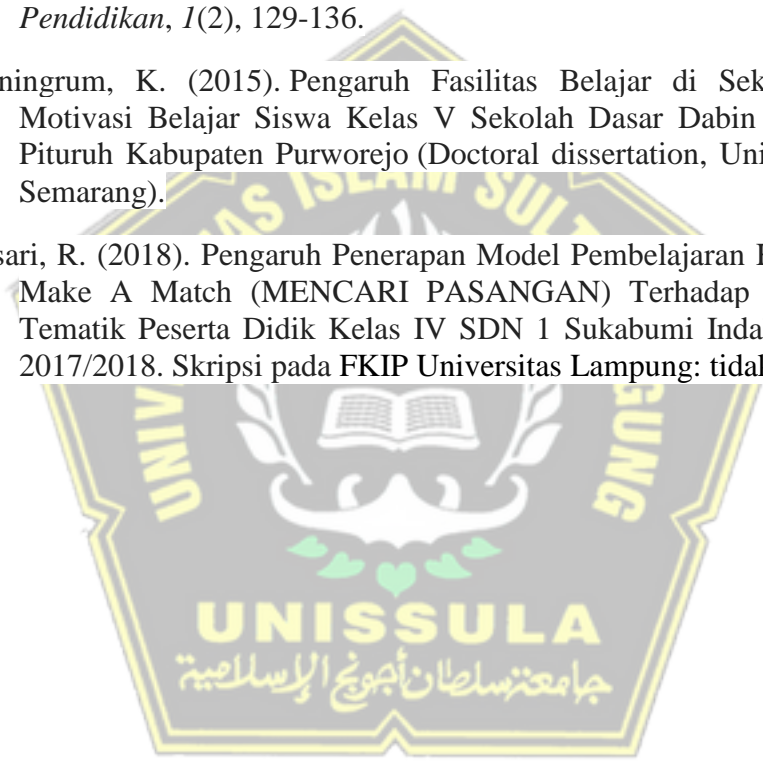 Pendidikan, 1(2), 129-136.
ningrum, K. (2015). Pengaruh Fasilitas Belajar di Sek
Motivasi Belajar Siswa Kelas V Sekolah Dasar Dabin
Pituruh Kabupaten Purworejo (Doctoral dissertation, Uni
Semarang).
sari, R. (2018). Pengaruh Penerapan Model Pembelajaran
Make A Match (MENCARI PASANGAN) Terhadap
Tematik Peserta Didik Kelas IV SDN 1 Sukabumi Inda
2017/2018. Skripsi pada FKIP Universitas Lampung: tida
UNISSULA
جامعة سلطان أجونج الإسلامية